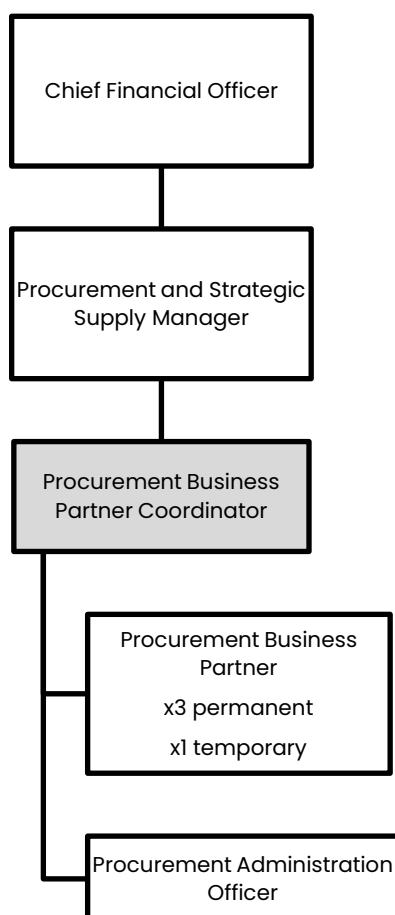 Chief Financial Officer
Procurement and Strategic
Supply Manager
Procurement Business
Partner Coordinator
Procurement Business
Partner
x3 permanent
x1 temporary
Procurement Administration
Officer